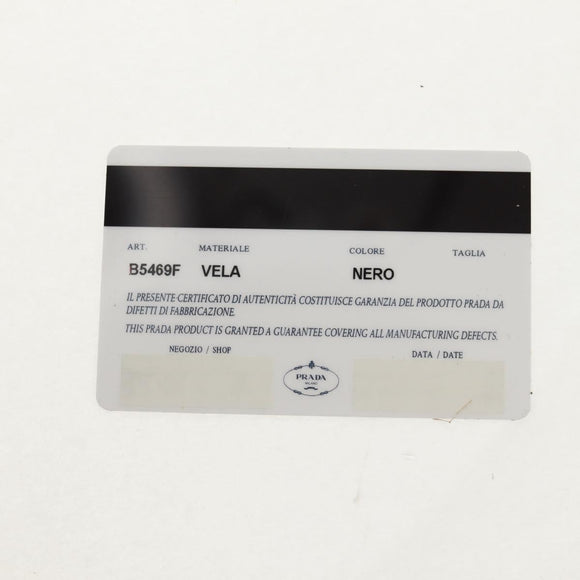 ART. MATERIALE COLORE TAGLIA
B5469F VELA NERO
IL PRESENTE CERTIFICATO DI AUTENTICITÀ COSTITUISCE GARANZIA DEL PRODOTTO PRADA DA
DIFETTI DI FABBRICAZIONE.
THIS PRADA PRODUCT IS GRANTED A GUARANTEE COVERING ALL MANUFACTURING DEFECTS.
NEGOZIO / SHOP DATA / DATE
PRADA
MILANO